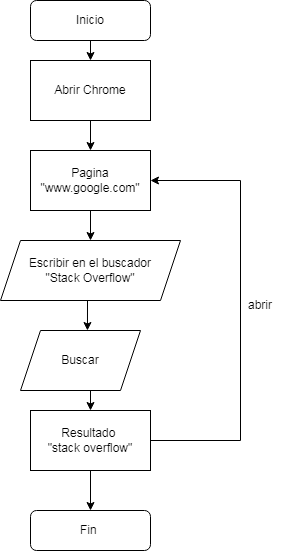 Inicio
Abrir Chrome
Pagina
"www.google.com"
Escribir en el buscador
"Stack Overflow"
abrir
Buscar
Resultado
"stack overflow"
Fin